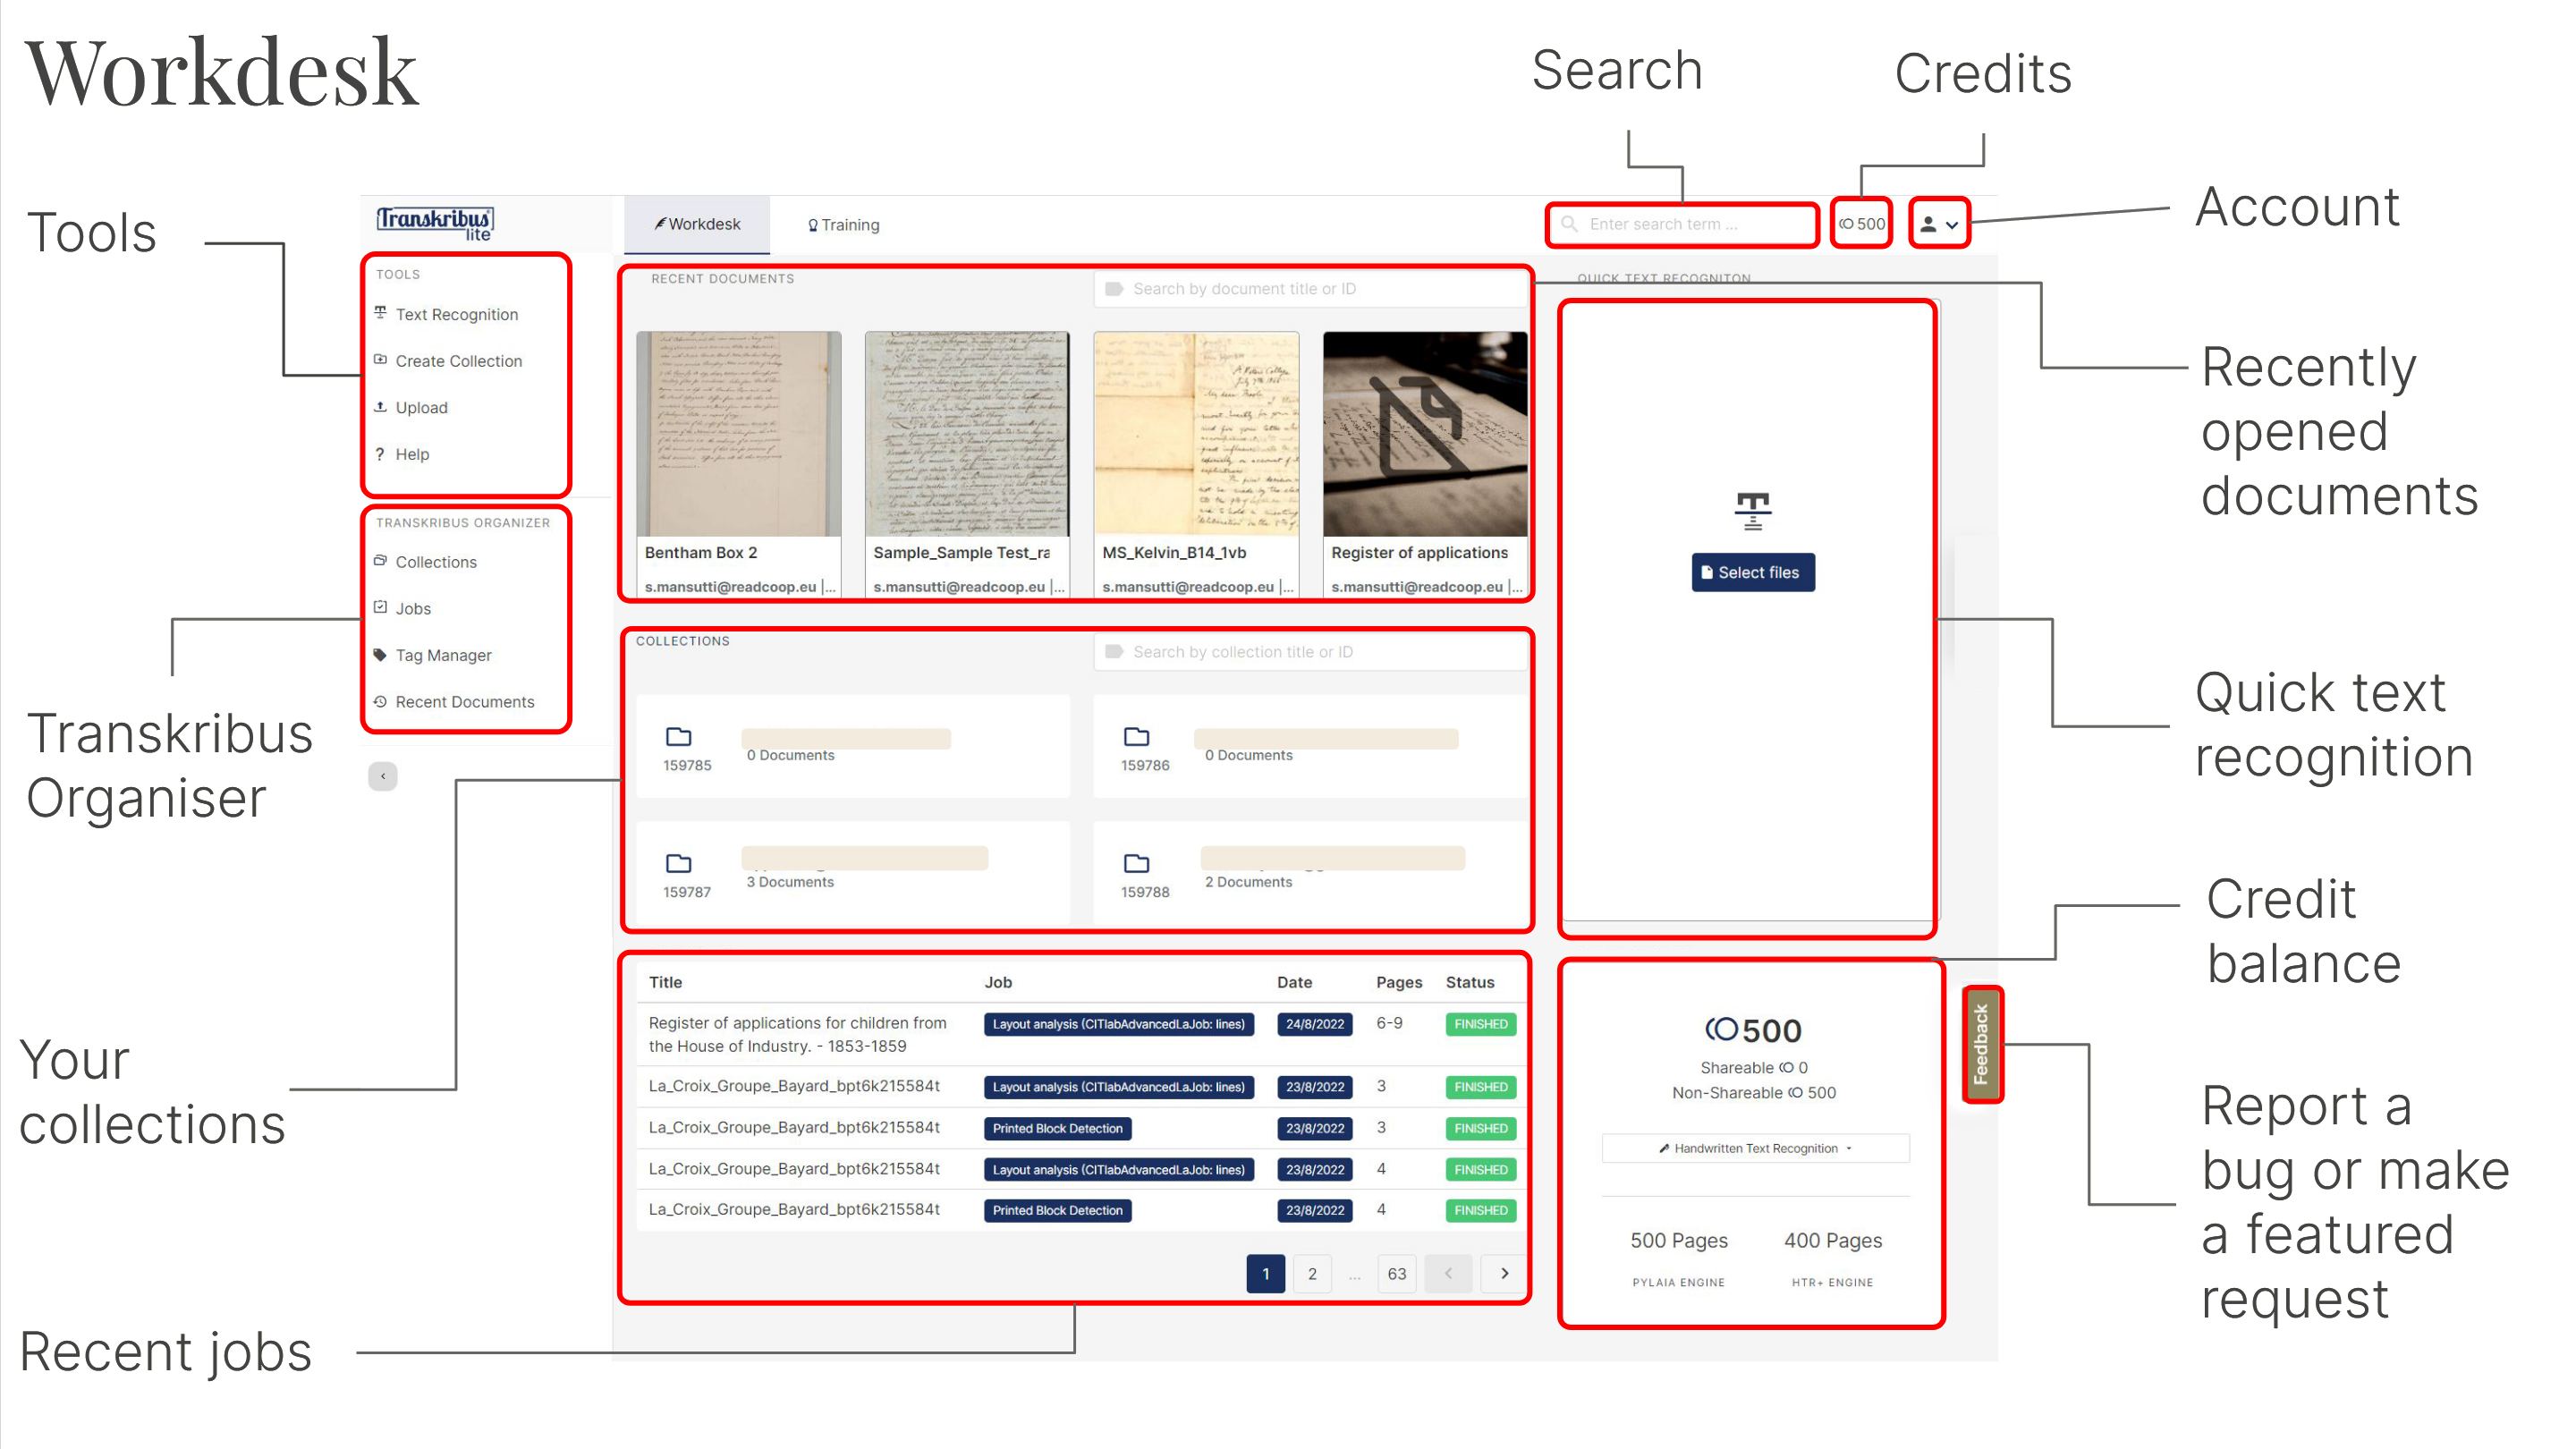 Workdesk
Search
Credits
Account
Tools
Recently
opened
documents
Quick text
recognition
Transkribus
Organiser
Credit
balance
Your
collections
Report a
bug or make
a featured
request
Recent jobs
Transkribus
lite
Workdesk
Training
Enter search term ...
500
TOOLS
Text Recognition
Create Collection
Upload
? Help
TRANSKRIBUS ORGANIZER
Collections
Jobs
Tag Manager
Recent Documents
RECENT DOCUMENTS
Search by document title or ID
Bentham Box 2
s.mansutti@readcoop.eu |...
Sample_Sample Test_ra
s.mansutti@readcoop.eu |...
MS_Kelvin_B14_1vb
s.mansutti@readcoop.eu |...
Register of applications
s.mansutti@readcoop.eu |...
COLLECTIONS
Search by collection title or ID
159785
0 Documents
159786
0 Documents
159787
3 Documents
159788
2 Documents
Title Job Date Pages Status
Register of applications for children from
the House of Industry. - 1853-1859
Layout analysis (CITlabAdvancedLaJob: lines) 24/8/2022 6-9 FINISHED
La_Croix_Groupe_Bayard_bpt6k215584t Layout analysis (CITlabAdvancedLaJob: lines) 23/8/2022 3 FINISHED
La_Croix_Groupe_Bayard_bpt6k215584t Printed Block Detection 23/8/2022 3 FINISHED
La_Croix_Groupe_Bayard_bpt6k215584t Layout analysis (CITlabAdvancedLaJob: lines) 23/8/2022 4 FINISHED
La_Croix_Groupe_Bayard_bpt6k215584t Printed Block Detection 23/8/2022 4 FINISHED
1 2 ... 63 < >
QUICK TEXT RECOGNITON
Select files
500
Shareable 0
Non-Shareable 500
Handwritten Text Recognition
500 Pages
PYLAIA ENGINE
400 Pages
HTR+ ENGINE
Feedback